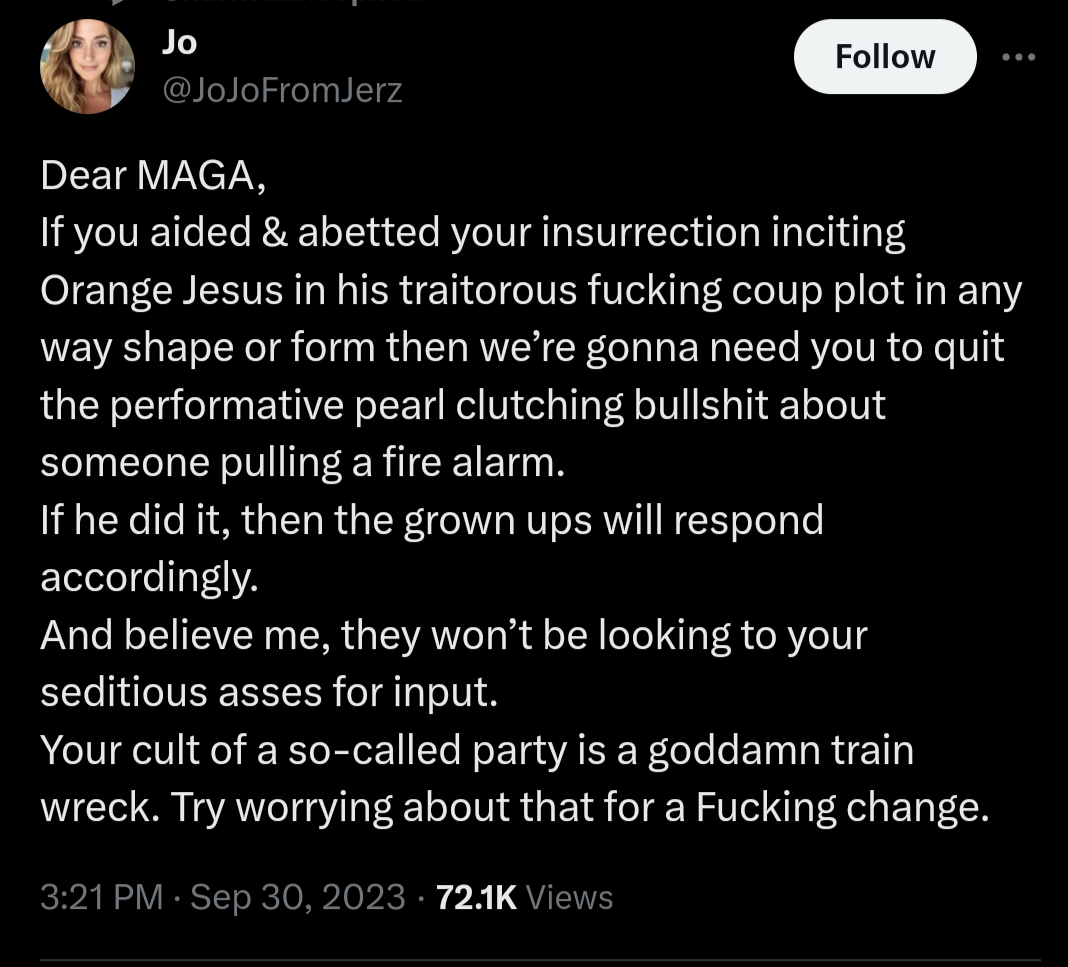 Jo
@JoJoFromJerz
Follow
Dear MAGA,
If you aided & abetted your insurrection inciting
Orange Jesus in his traitorous fucking coup plot in any
way shape or form then we’re gonna need you to quit
the performative pearl clutching bullshit about
someone pulling a fire alarm.
If he did it, then the grown ups will respond
accordingly.
And believe me, they won’t be looking to your
seditious asses for input.
Your cult of a so-called party is a goddamn train
wreck. Try worrying about that for a Fucking change.
3:21 PM · Sep 30, 2023 · 72.1K Views